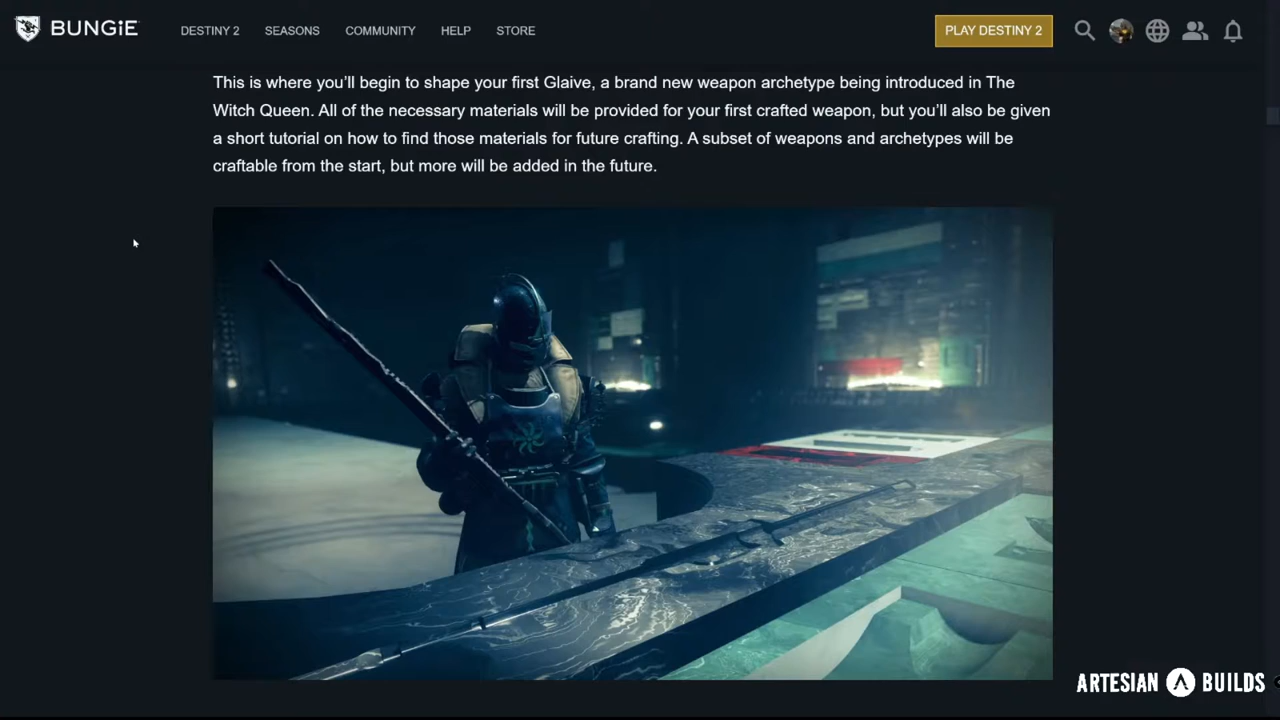 BUNGiE
DESTINY 2
SEASONS
COMMUNITY
HELP
STORE
PLAY DESTINY 2
This is where you’ll begin to shape your first Glaive, a brand new weapon archetype being introduced in The
Witch Queen. All of the necessary materials will be provided for your first crafted weapon, but you’ll also be given
a short tutorial on how to find those materials for future crafting. A subset of weapons and archetypes will be
craftable from the start, but more will be added in the future.
ARTESIAN BUILDS